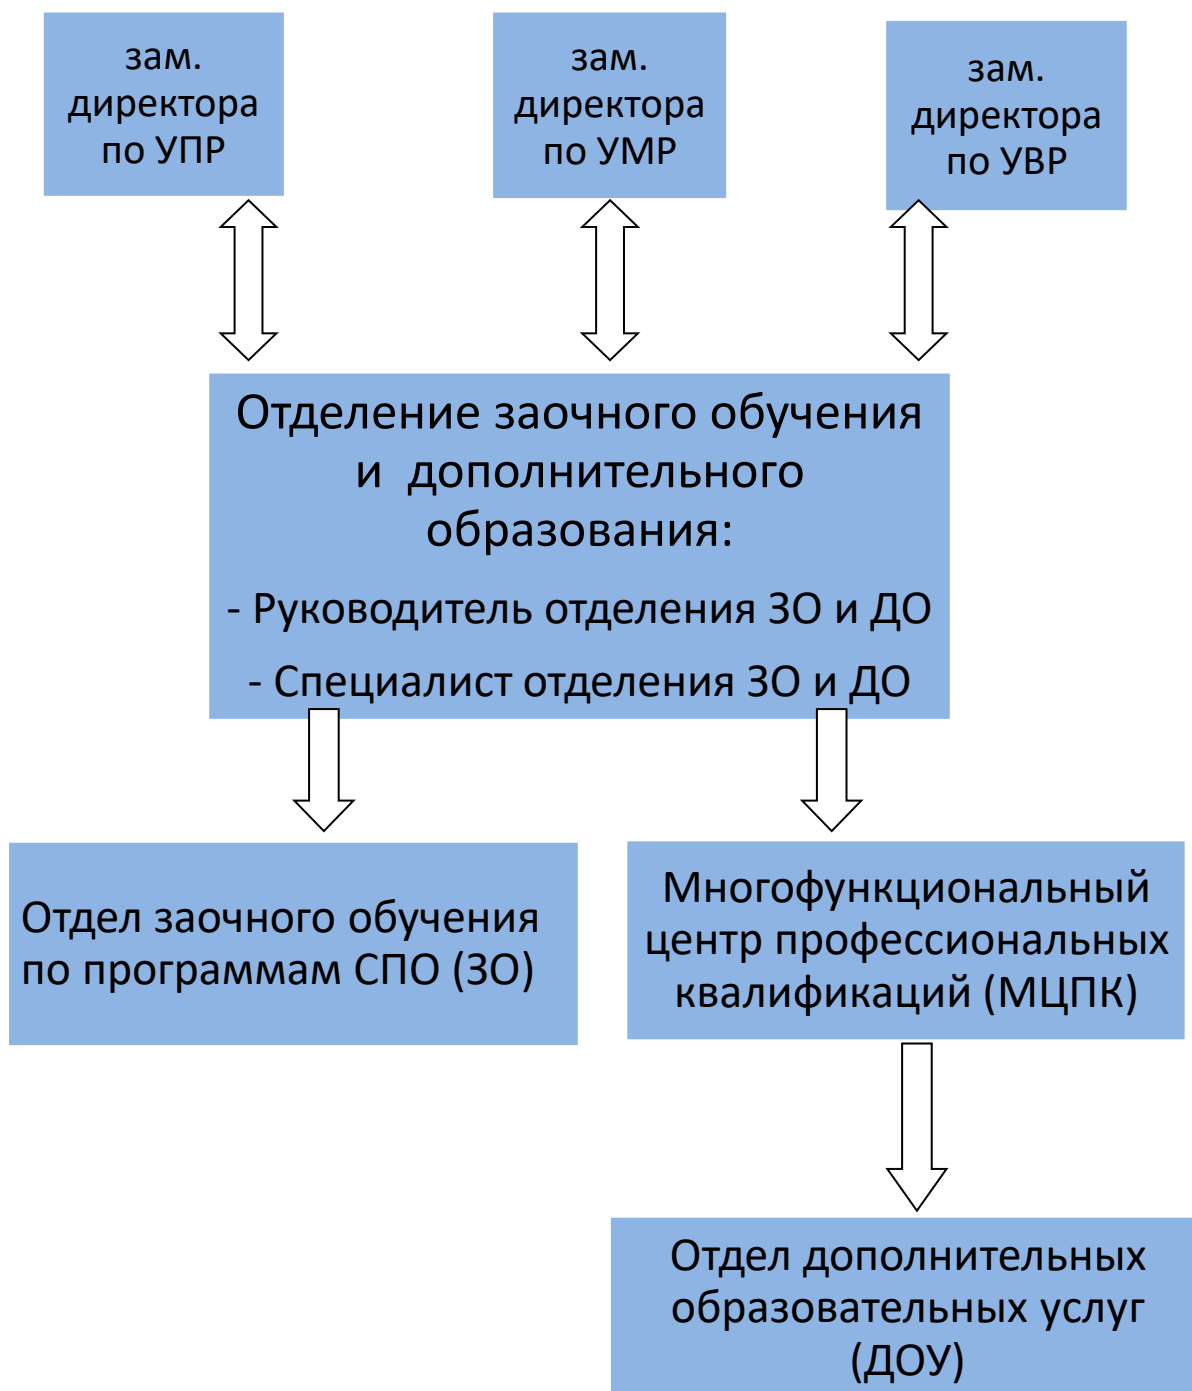 зам.
директора
по УПР
зам.
директора
по УМР
зам.
директора
по УВР
Отделение заочного обучения
и дополнительного
образования:
- Руководитель отделения ЗО и ДО
- Специалист отделения ЗО и ДО
Отдел заочного обучения
по программам СПО (ЗО)
Многофункциональный
центр профессиональных
квалификаций (МЦПК)
Отдел дополнительных
образовательных услуг
(ДОУ)